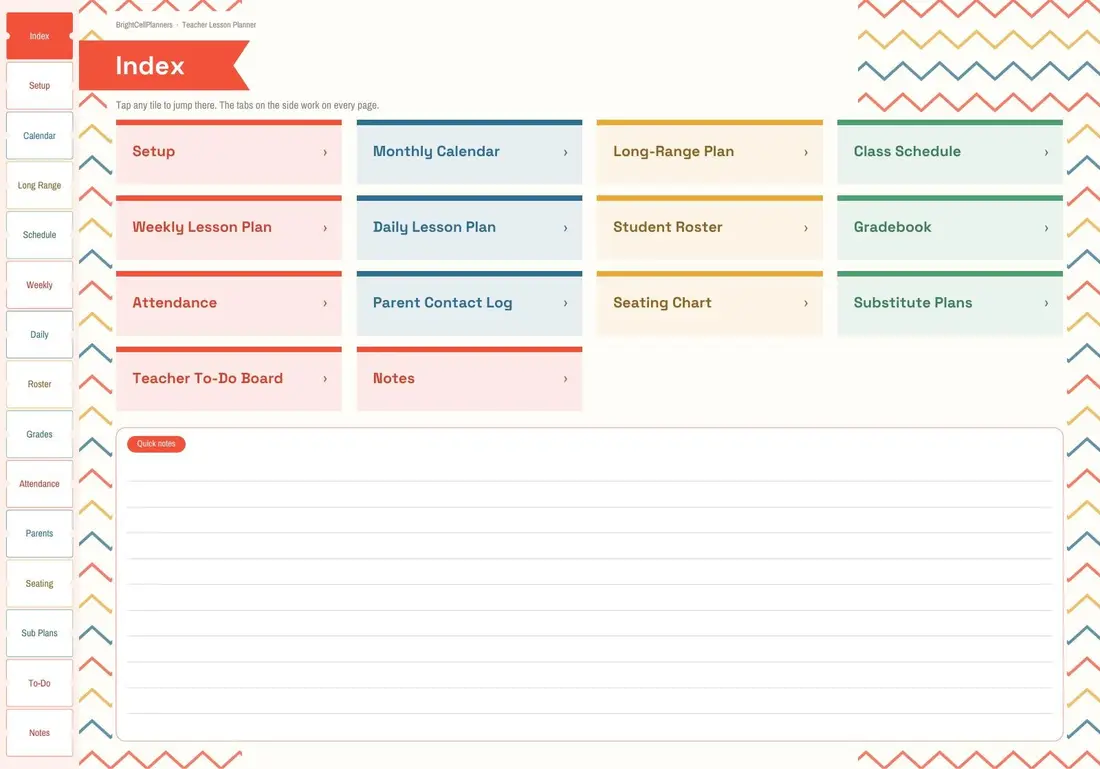 BrightCellPlanners - Teacher Lesson Planner
Index
Tap any tile to jump there. The tabs on the side work on every page.
Index
Setup
Calendar
Long Range
Schedule
Weekly
Daily
Roster
Grades
Attendance
Parents
Seating
Sub Plans
To-Do
Notes
Setup ›
Monthly Calendar ›
Long-Range Plan ›
Class Schedule ›
Weekly Lesson Plan ›
Daily Lesson Plan ›
Student Roster ›
Gradebook ›
Attendance ›
Parent Contact Log ›
Seating Chart ›
Substitute Plans ›
Teacher To-Do Board ›
Notes ›
Quick notes